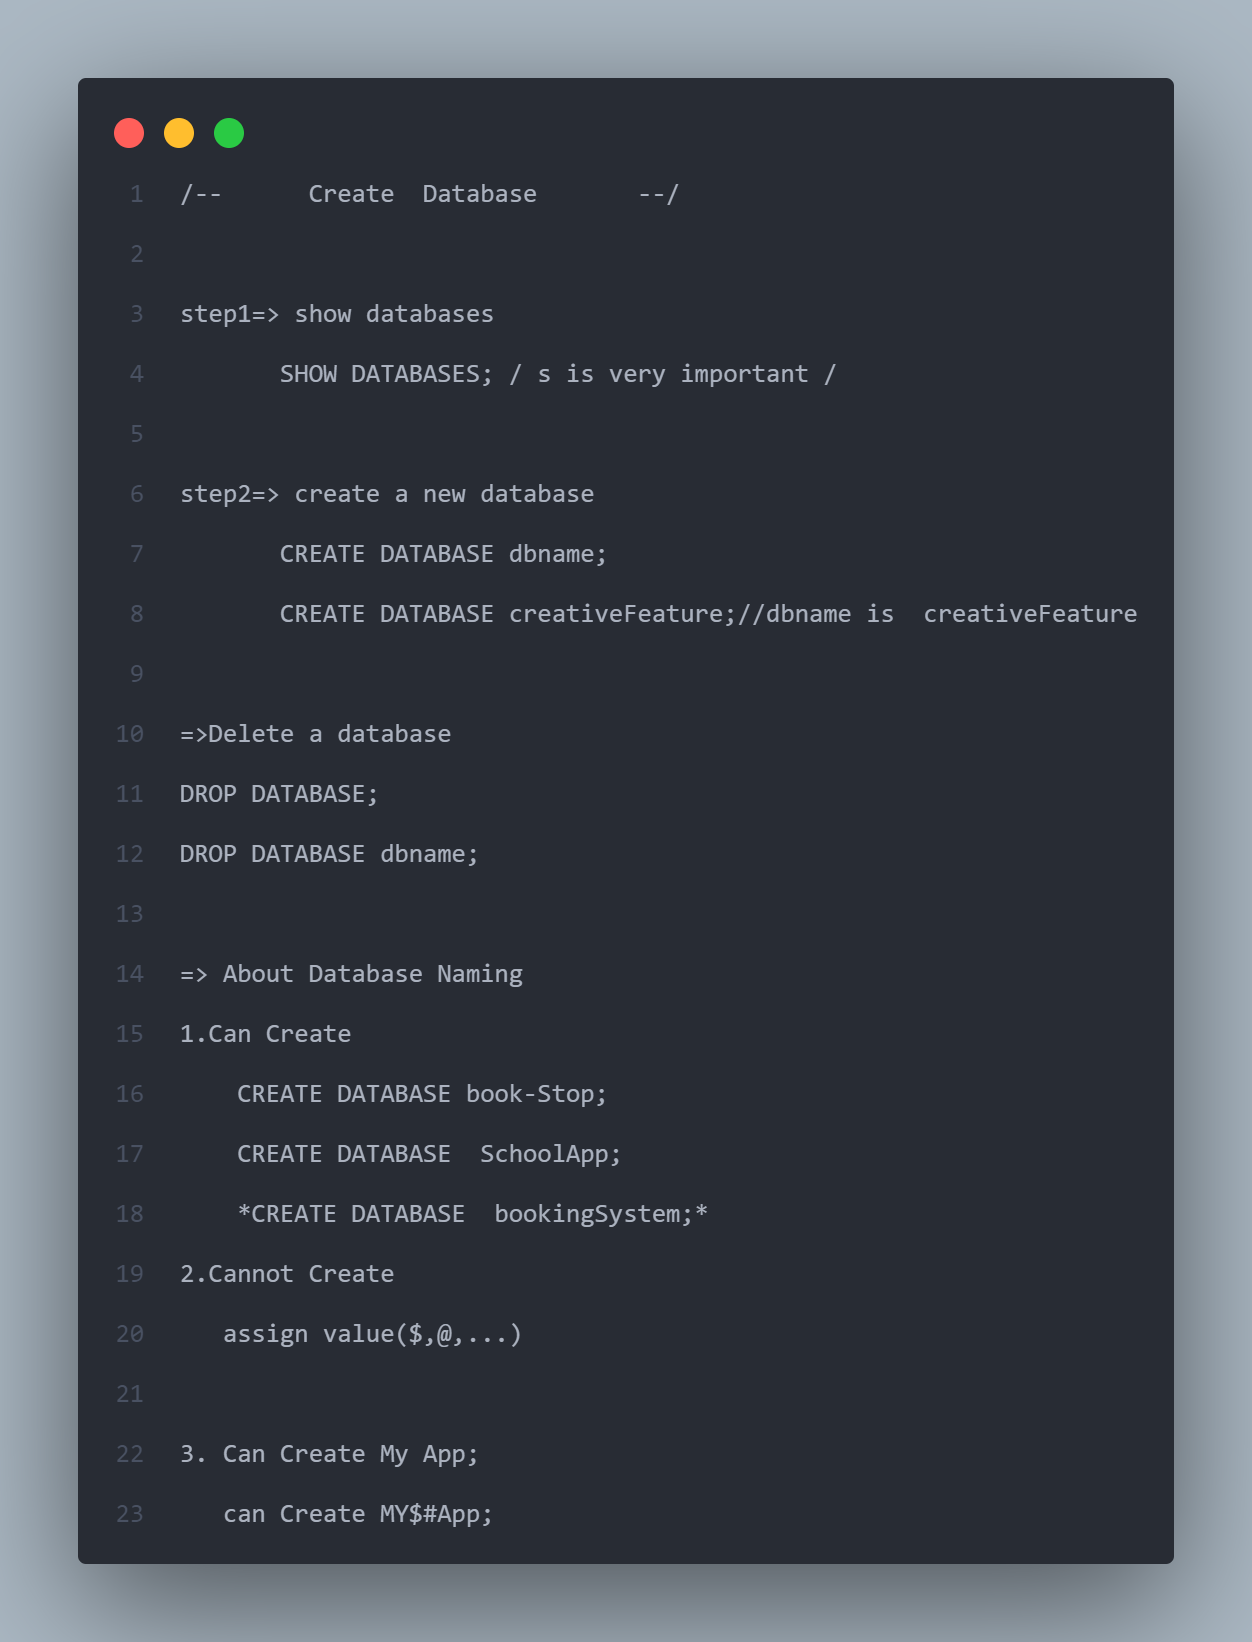 1 /--      Create  Database       --/
2
3 step1=> show databases
4        SHOW DATABASES; / s is very important /
5
6 step2=> create a new database
7        CREATE DATABASE dbname;
8        CREATE DATABASE creativeFeature;//dbname is  creativeFeature
9
10 =>Delete a database
11 DROP DATABASE;
12 DROP DATABASE dbname;
13
14 => About Database Naming
15 1.Can Create
16     CREATE DATABASE book-Stop;
17     CREATE DATABASE  SchoolApp;
18     *CREATE DATABASE  bookingSystem;*
19 2.Cannot Create
20    assign value($,@,...)
21
22 3. Can Create My App;
23    can Create MY$#App;